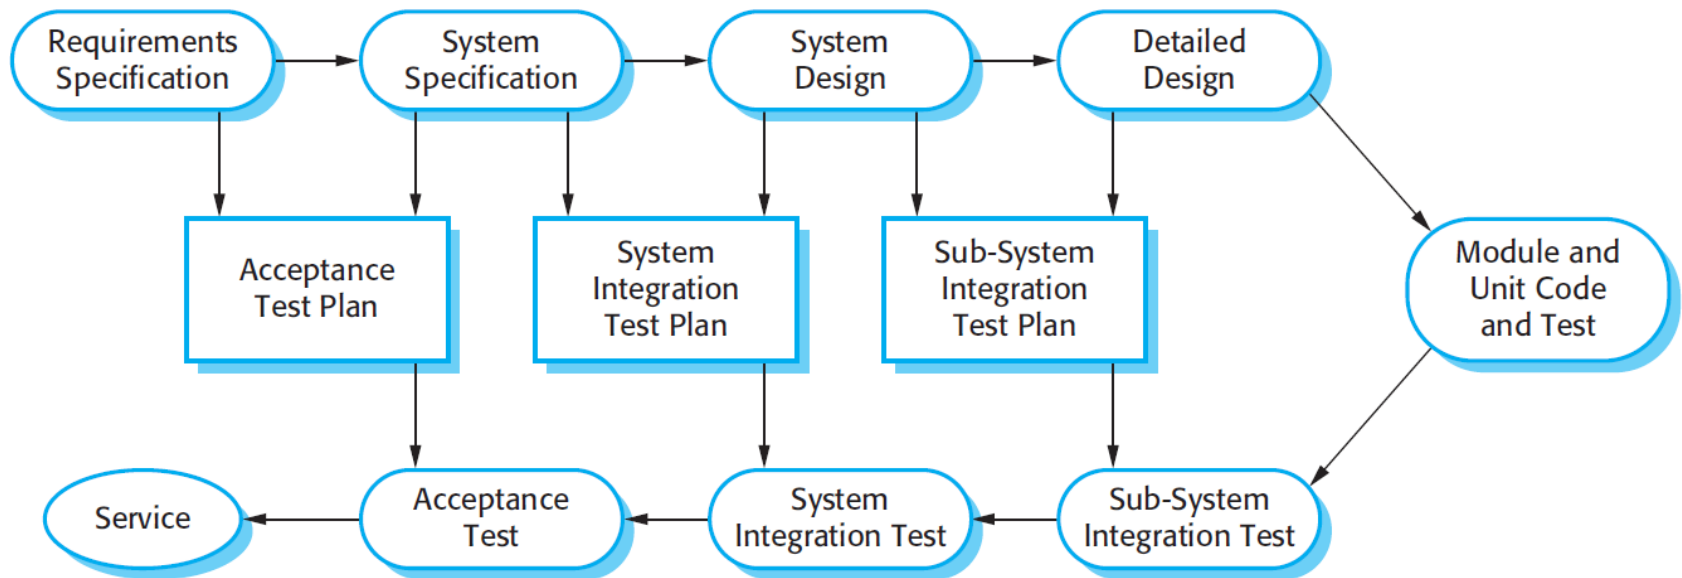 Requirements
Specification
System
Specification
System
Design
Detailed
Design
Acceptance
Test Plan
System
Integration
Test Plan
Sub-System
Integration
Test Plan
Module and
Unit Code
and Test
Service
Acceptance
Test
System
Integration Test
Sub-System
Integration Test